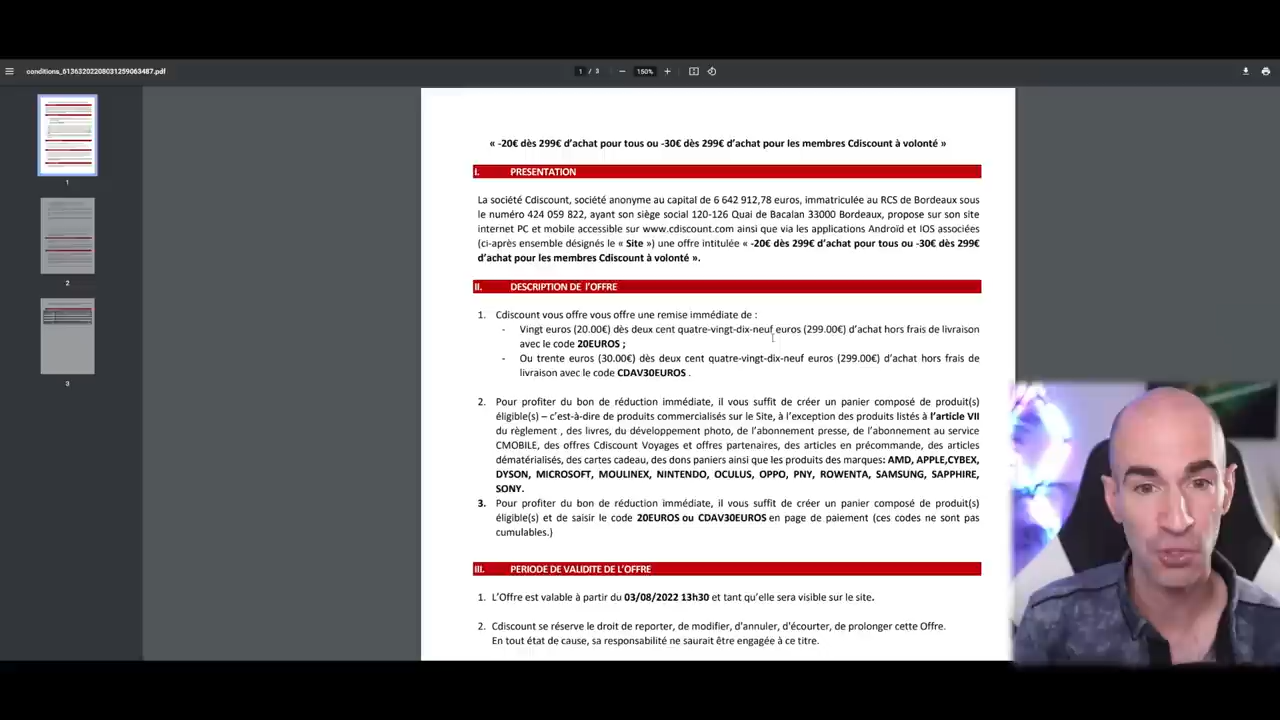 conditions_613632022080312590634​87.pdf
1 / 3
150%
1
2
3
« -20€ dès 299€ d'achat pour tous ou -30€ dès 299€ d'achat pour les membres Cdiscount à volonté »
I. PRESENTATION
La société Cdiscount, société anonyme au capital de 6 642 912,78 euros, immatriculée au RCS de Bordeaux sous
le numéro 424 059 822, ayant son siège social 120-126 Quai de Bacalan 33000 Bordeaux, propose sur son site
internet PC et mobile accessible sur www.cdiscount.com ainsi que via les applications Androïd et IOS associées
(ci-après ensemble désignés le « Site ») une offre intitulée « -20€ dès 299€ d'achat pour tous ou -30€ dès 299€
d'achat pour les membres Cdiscount à volonté ».
II. DESCRIPTION DE l'OFFRE
1. Cdiscount vous offre vous offre une remise immédiate de :
- Vingt euros (20.00€) dès deux cent quatre-vingt-dix-neuf euros (299.00€) d'achat hors frais de livraison
avec le code 20EUROS ;
- Ou trente euros (30.00€) dès deux cent quatre-vingt-dix-neuf euros (299.00€) d'achat hors frais de
livraison avec le code CDAV30EUROS .
2. Pour profiter du bon de réduction immédiate, il vous suffit de créer un panier composé de produit(s)
éligible(s) – c'est-à-dire de produits commercialisés sur le Site, à l'exception des produits listés à l'article VII
du règlement , des livres, du développement photo, de l'abonnement presse, de l'abonnement au service
CMOBILE, des offres Cdiscount Voyages et offres partenaires, des articles en précommande, des articles
dématérialisés, des cartes cadeau, des dons paniers ainsi que les produits des marques: AMD, APPLE,CYBEX,
DYSON, MICROSOFT, MOULINEX, NINTENDO, OCULUS, OPPO, PNY, ROWENTA, SAMSUNG, SAPPHIRE,
SONY.
3. Pour profiter du bon de réduction immédiate, il vous suffit de créer un panier composé de produit(s)
éligible(s) et de saisir le code 20EUROS ou CDAV30EUROS en page de paiement (ces codes ne sont pas
cumulables.)
III. PERIODE DE VALIDITE DE L'OFFRE
1. L'Offre est valable à partir du 03/08/2022 13h30 et tant qu'elle sera visible sur le site.
2. Cdiscount se réserve le droit de reporter, de modifier, d'annuler, d'écourter, de prolonger cette Offre.
En tout état de cause, sa responsabilité ne saurait être engagée à ce titre.